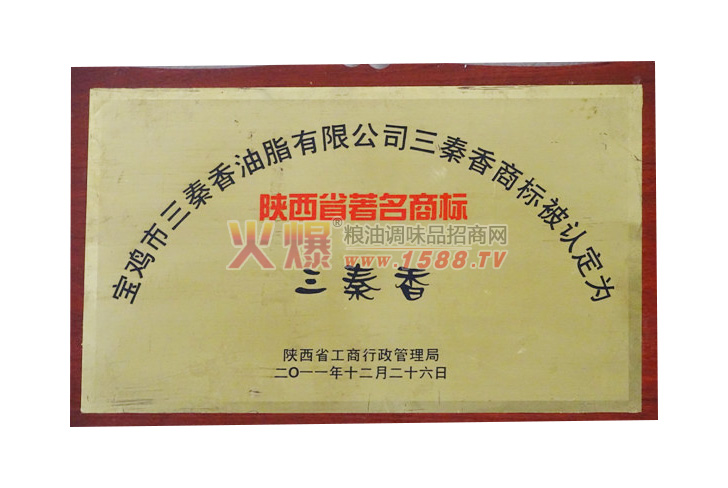 宝鸡市三秦香油脂有限公司三秦香商标被认定为
陕西省著名商标
火爆®粮油调味品招商网
www.1588.TV
三秦香
陕西省工商行政管理局
二〇一一年十二月二十六日